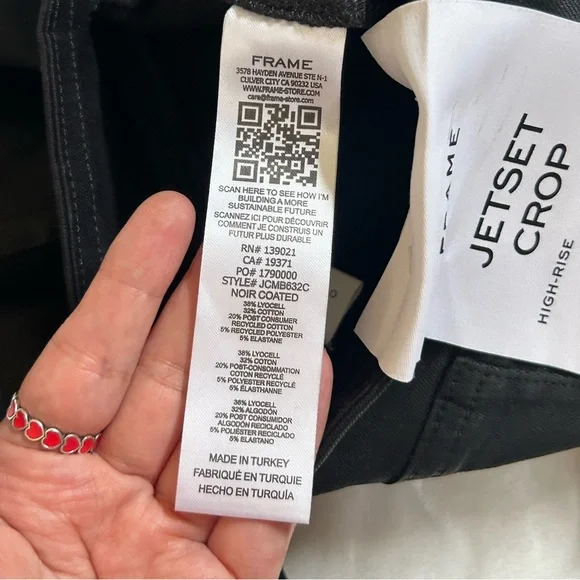 FRAME
3578 HAYDEN AVENUE STE N-1
CULVER CITY CA 90232 USA
WWW.FRAME-STORE.COM
care@frame-store.com
SCAN HERE TO SEE HOW I'M
BUILDING A MORE
SUSTAINABLE FUTURE
SCANNEZ ICI POUR DÉCOUVRIR
COMMENT JE CONSTRUIS UN
FUTUR PLUS DURABLE
RN# 139021
CA# 19371
PO# 1790000
STYLE# JCMB632C
NOIR COATED
38% LYOCELL
32% COTTON
20% POST CONSUMER
RECYCLED COTTON
5% RECYCLED POLYESTER
5% ELASTANE
38% LYOCELL
32% COTON
20% POST-CONSOMMATION
COTON RECYCLÉ
5% POLYESTER RECYCLÉ
5% ÉLASTHANNE
38% LYOCELL
32% ALGODÓN
20% POST CONSUMIDOR
ALGODÓN RECICLADO
5% POLIÉSTER RECICLADO
5% ELASTANO
MADE IN TURKEY
FABRIQUÉ EN TURQUIE
HECHO EN TURQUÍA
FRAME
JETSET
CROP
HIGH-RISE